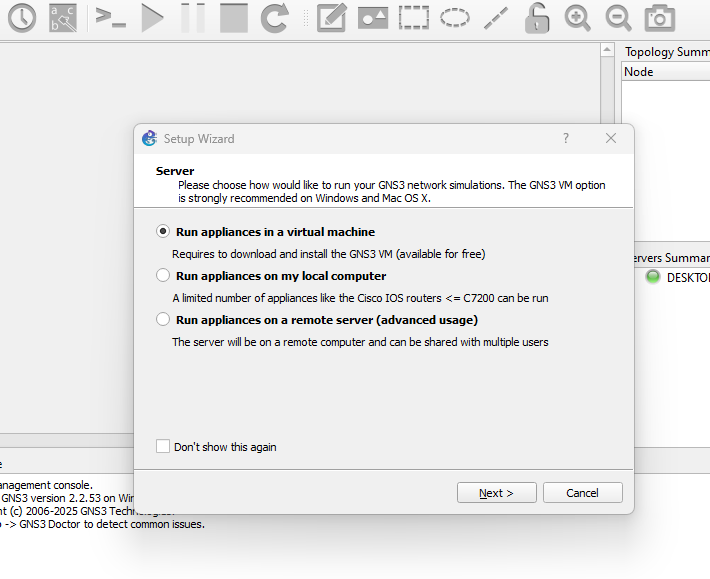 a b c
Topology Summ
Node
Setup Wizard
?
Server
Please choose how would like to run your GNS3 network simulations. The GNS3 VM option
is strongly recommended on Windows and Mac OS X.
Run appliances in a virtual machine
Requires to download and install the GNS3 VM (available for free)
ervers Summar
Run appliances on my local computer
DESKTO
A limited number of appliances like the Cisco IOS routers <= C7200 can be run
Run appliances on a remote server (advanced usage)
The server will be on a remote computer and can be shared with multiple users
Don't show this again
e
anagement console.
Next >
Cancel
GNS3 version 2.2.53 on Win
nt (c) 2006-2025 GNS3 Technologies.
-> GNS3 Doctor to detect common issues.